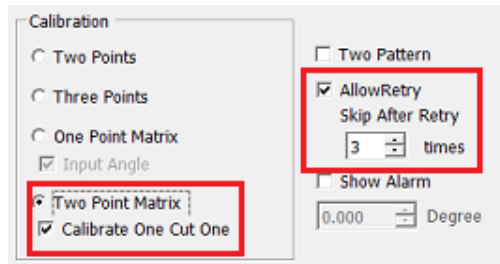 Calibration
Two Points
Three Points
One Point Matrix
Input Angle
Two Point Matrix
Calibrate One Cut One
Two Pattern
AllowRetry
Skip After Retry
3 times
Show Alarm
0.000 Degree